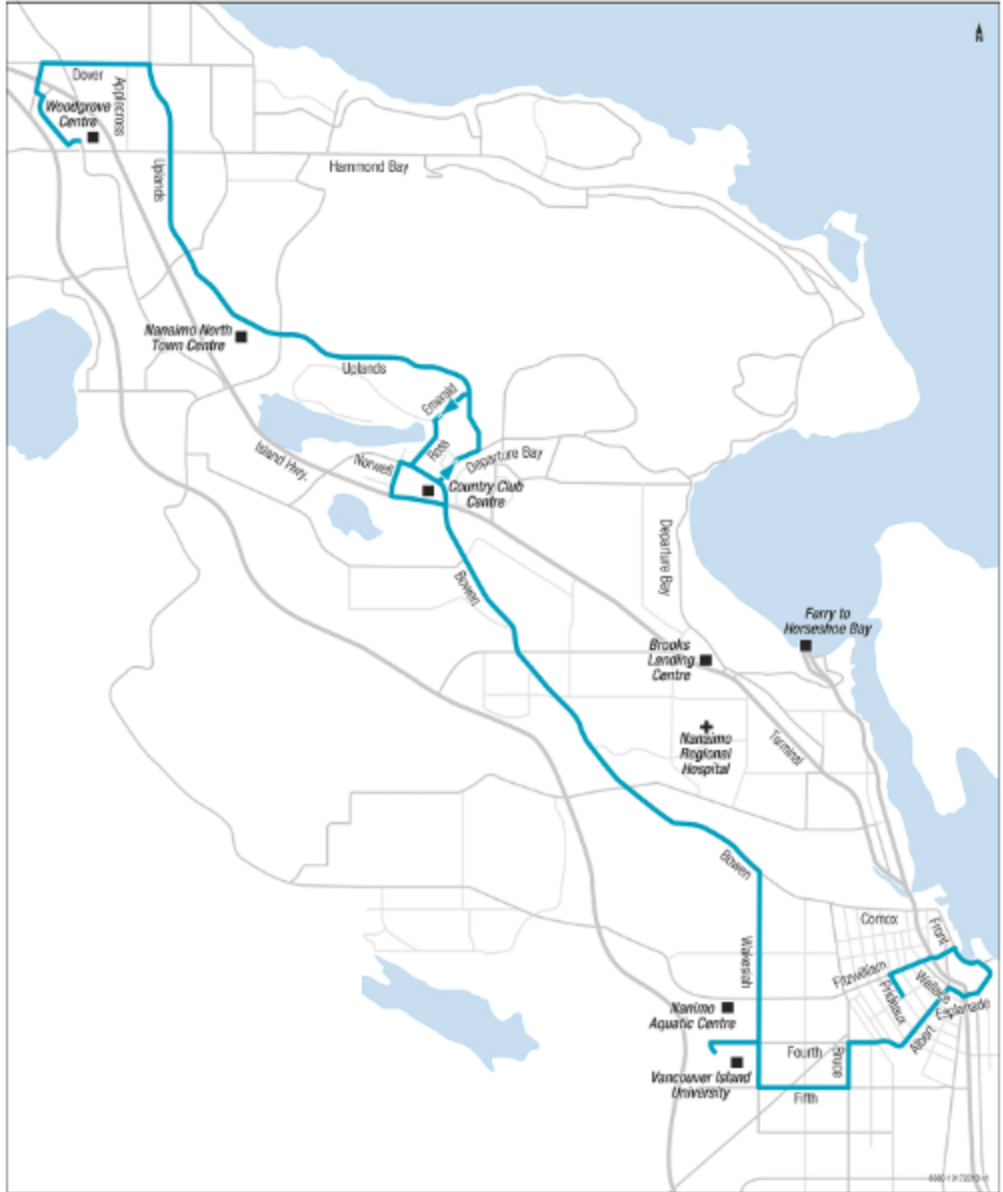 Dover
Applecross
Woodgrove
Centre
Uplands
Hammond Bay
Nanaimo North
Town Centre
Uplands
Emerald
Ross
Norwell
Departure Bay
Island Hwy.
Country Club
Centre
Departure Bay
Bowen
Ferry to
Horseshoe Bay
Brooks
Landing
Centre
Nanaimo
Regional
Hospital
Terminal
Bowen
Comox
Front
Wakesiah
Fitzwilliam
Wallace
Prideaux
Esplanade
Albert
Nanimo
Aquatic Centre
Fourth
Bruce
Vancouver Island
University
Fifth